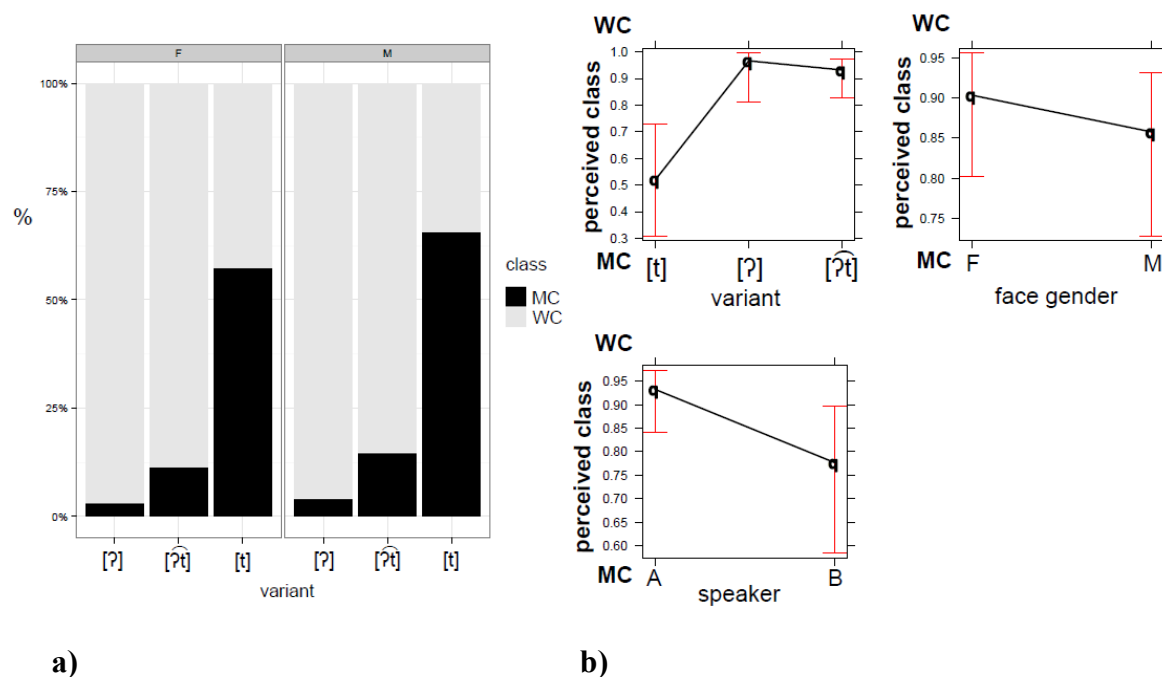 F M
100%
75%
%
50%
25%
0%
[ʔ] [ʔ͡t] [t] [ʔ] [ʔ͡t] [t]
variant
class
MC
WC
a)
WC
perceived class
1.0
0.9
0.8
0.7
0.6
0.5
0.4
0.3
MC [t] [ʔ] [ʔ͡t]
variant
WC
perceived class
0.95
0.90
0.85
0.80
0.75
MC F M
face gender
WC
perceived class
0.95
0.90
0.85
0.80
0.75
0.70
0.65
0.60
MC A B
speaker
b)